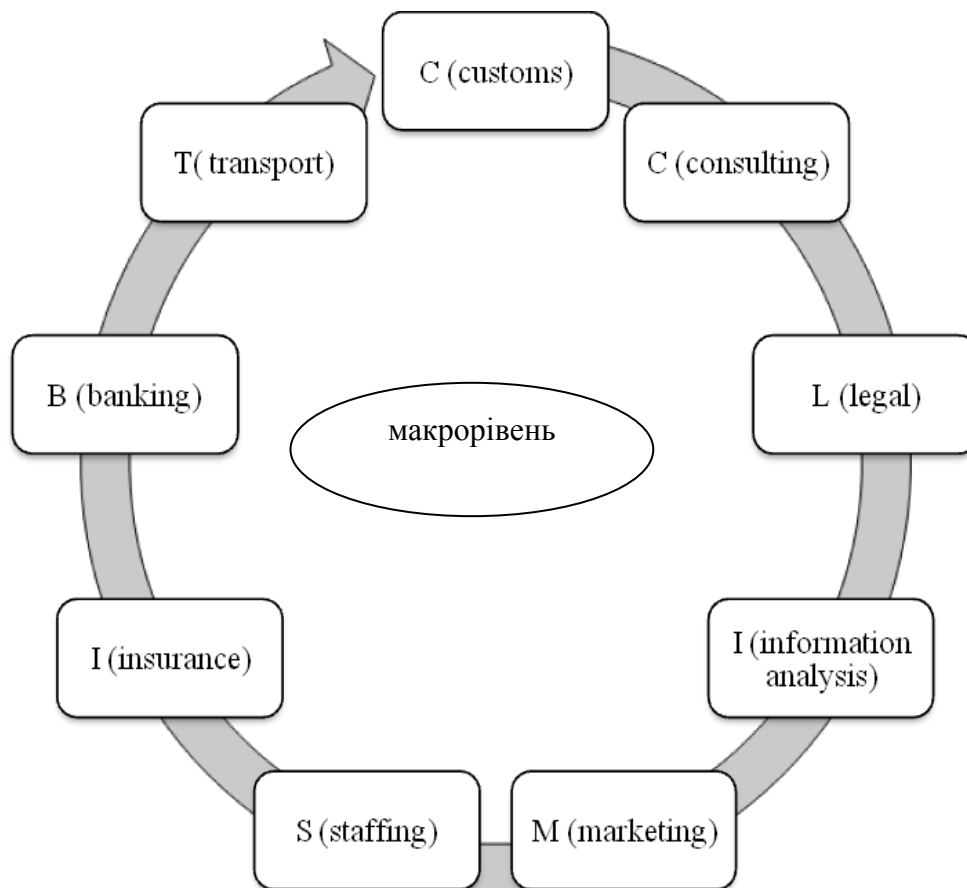 C (customs)
C (consulting)
L (legal)
I (information
analysis)
M (marketing)
S (staffing)
I (insurance)
B (banking)
T( transport)
макрорівень